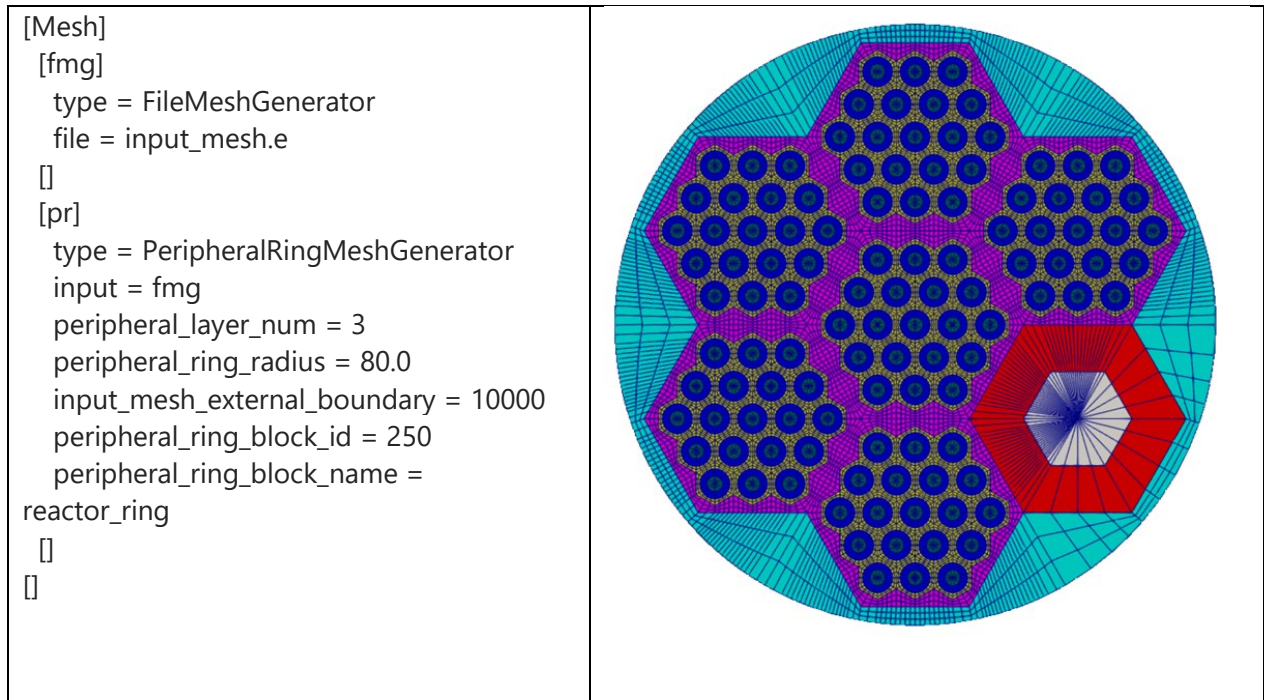 [Mesh]
[fmg]
type = FileMeshGenerator
file = input_mesh.e
[]
[pr]
type = PeripheralRingMeshGenerator
input = fmg
peripheral_layer_num = 3
peripheral_ring_radius = 80.0
input_mesh_external_boundary = 10000
peripheral_ring_block_id = 250
peripheral_ring_block_name =
reactor_ring
[]
[]